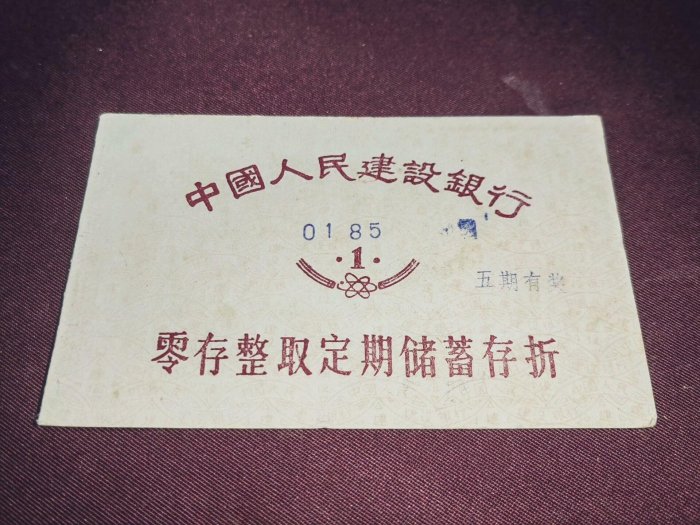 中國人民建設銀行
0185
·1·
五期有奖
零存整取定期储蓄存折